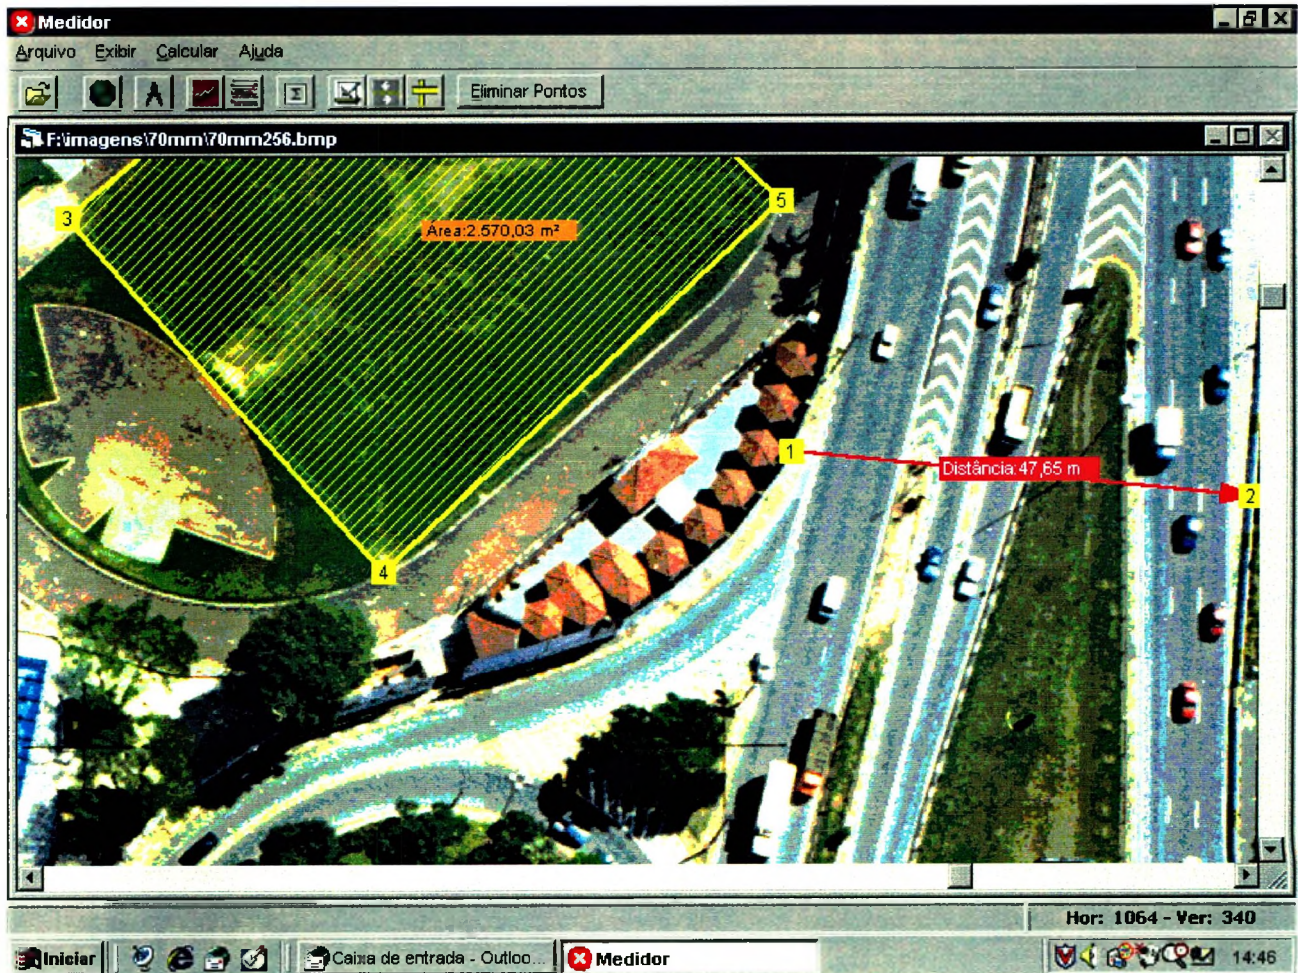 Medidor
Arquivo Exibir Calcular Ajuda
Σ Eliminar Pontos
F:\imagens\70mm\70mm256.bmp
3
5
Area:2.570,03 m²
1
Distância:47,65 m
2
4
Hor: 1064 - Ver: 340
Iniciar Caixa de entrada - Outloo... Medidor 14:46